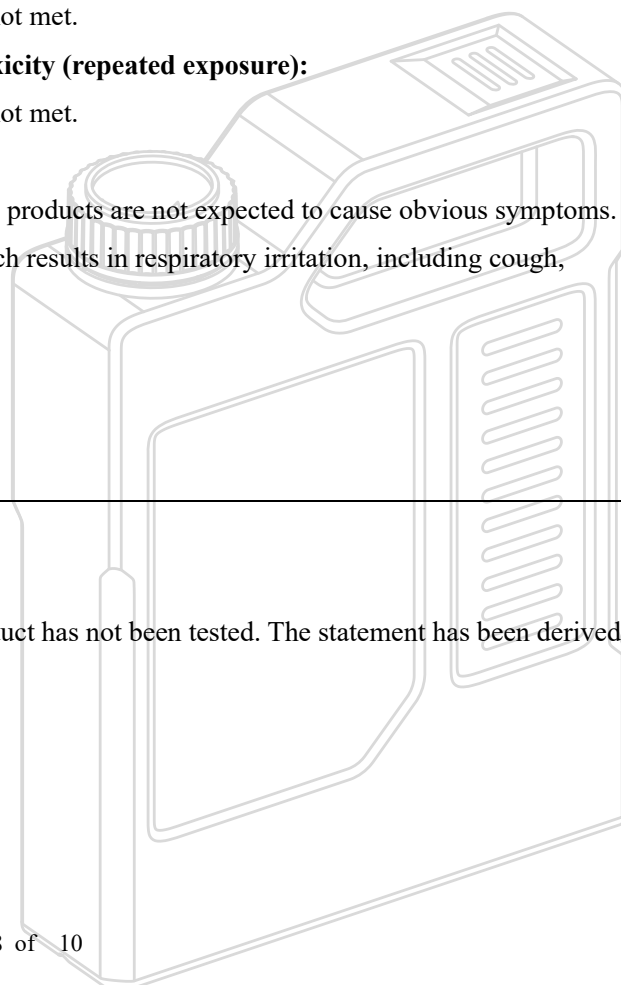 ot met.
xicity (repeated exposure):
ot met.
products are not expected to cause obvious symptoms.
ch results in respiratory irritation, including cough,
uct has not been tested. The statement has been derived
of 10